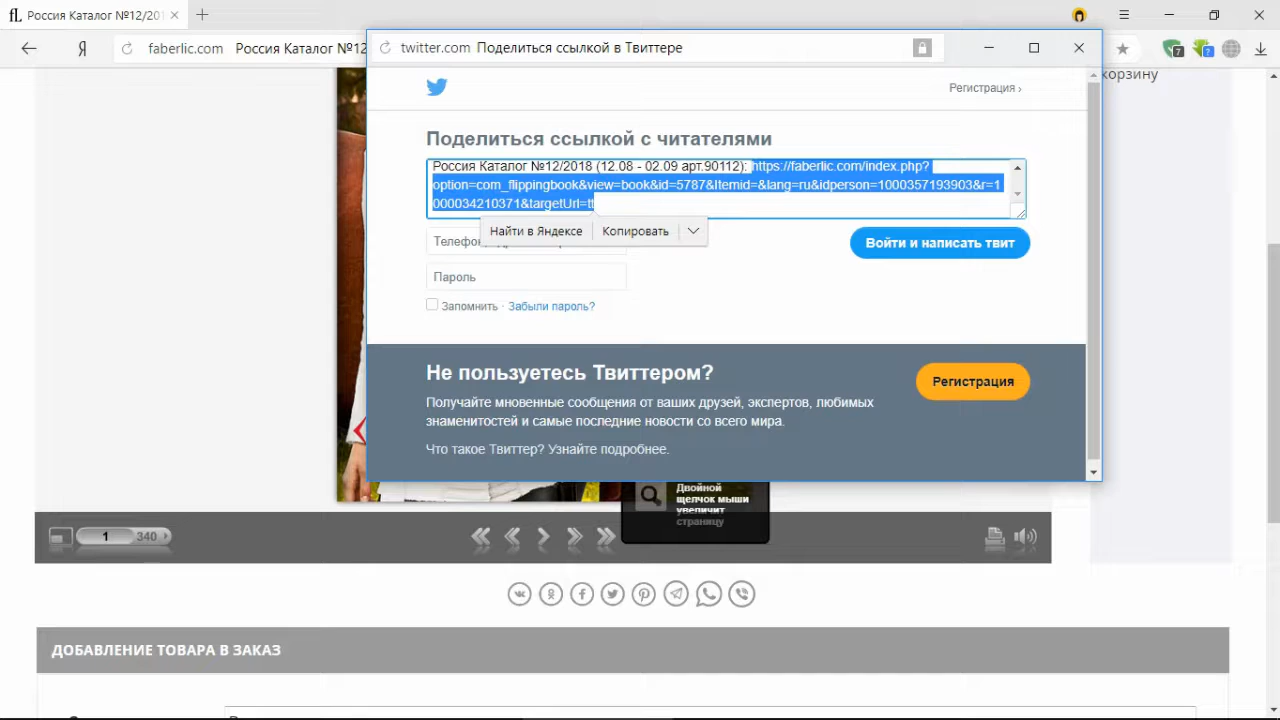 fL Россия Каталог №12/201
Я faberlic.com Россия Каталог №12
twitter.com Поделиться ссылкой в Твиттере
7
?
корзину
Регистрация ›
Поделиться ссылкой с читателями
Россия Каталог №12/2018 (12.08 - 02.09 арт.90112): https://faberlic.com/index.php?
option=com_flippingbook&view=book&id=5787&Itemid=&lang=ru&idperson=1000357193903&r=1
000034210371&targetUrl=tt
Найти в Яндексе
Копировать
Войти и написать твит
Пароль
Запомнить · Забыли пароль?
Не пользуетесь Твиттером?
Регистрация
Получайте мновенные сообщения от ваших друзей, экспертов, любимых
знаменитостей и самые последние новости со всего мира.
Что такое Твиттер? Узнайте подробнее.
Двойной
щелчок мыши
увеличит
страницу
1 340
ДОБАВЛЕНИЕ ТОВАРА В ЗАКАЗ